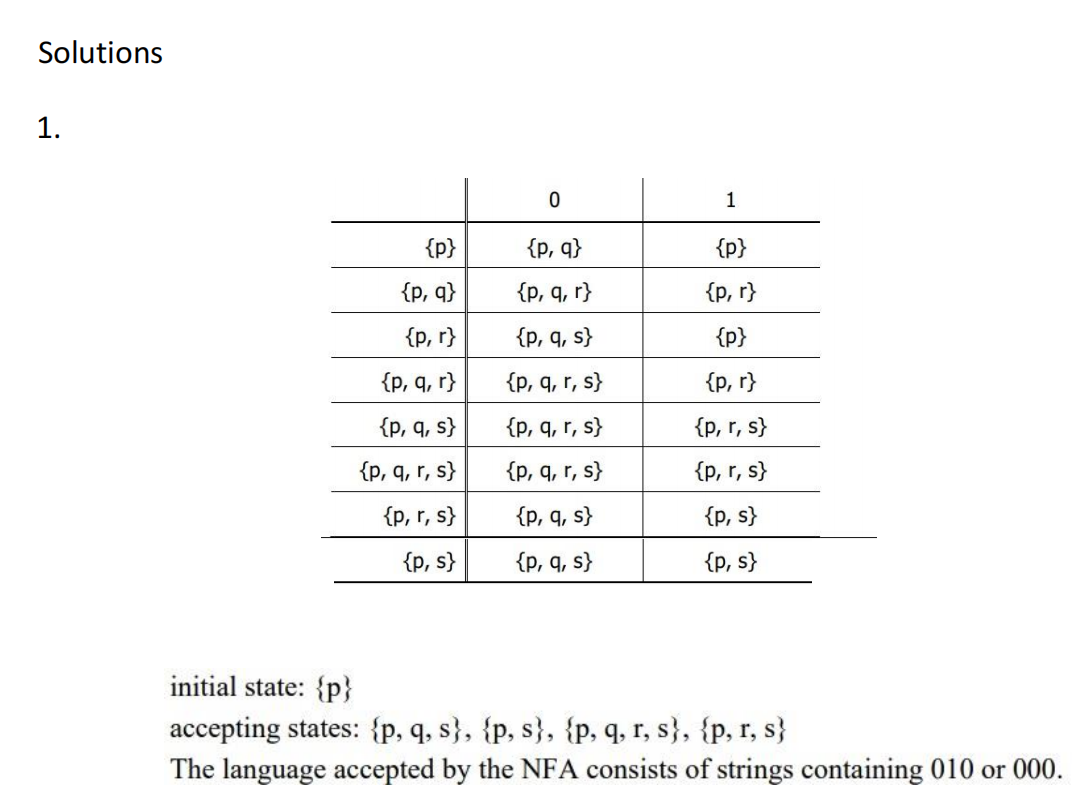 Solutions
1.
0 1
{p} {p, q} {p}
{p, q} {p, q, r} {p, r}
{p, r} {p, q, s} {p}
{p, q, r} {p, q, r, s} {p, r}
{p, q, s} {p, q, r, s} {p, r, s}
{p, q, r, s} {p, q, r, s} {p, r, s}
{p, r, s} {p, q, s} {p, s}
{p, s} {p, q, s} {p, s}
initial state: {p}
accepting states: {p, q, s}, {p, s}, {p, q, r, s}, {p, r, s}
The language accepted by the NFA consists of strings containing 010 or 000.